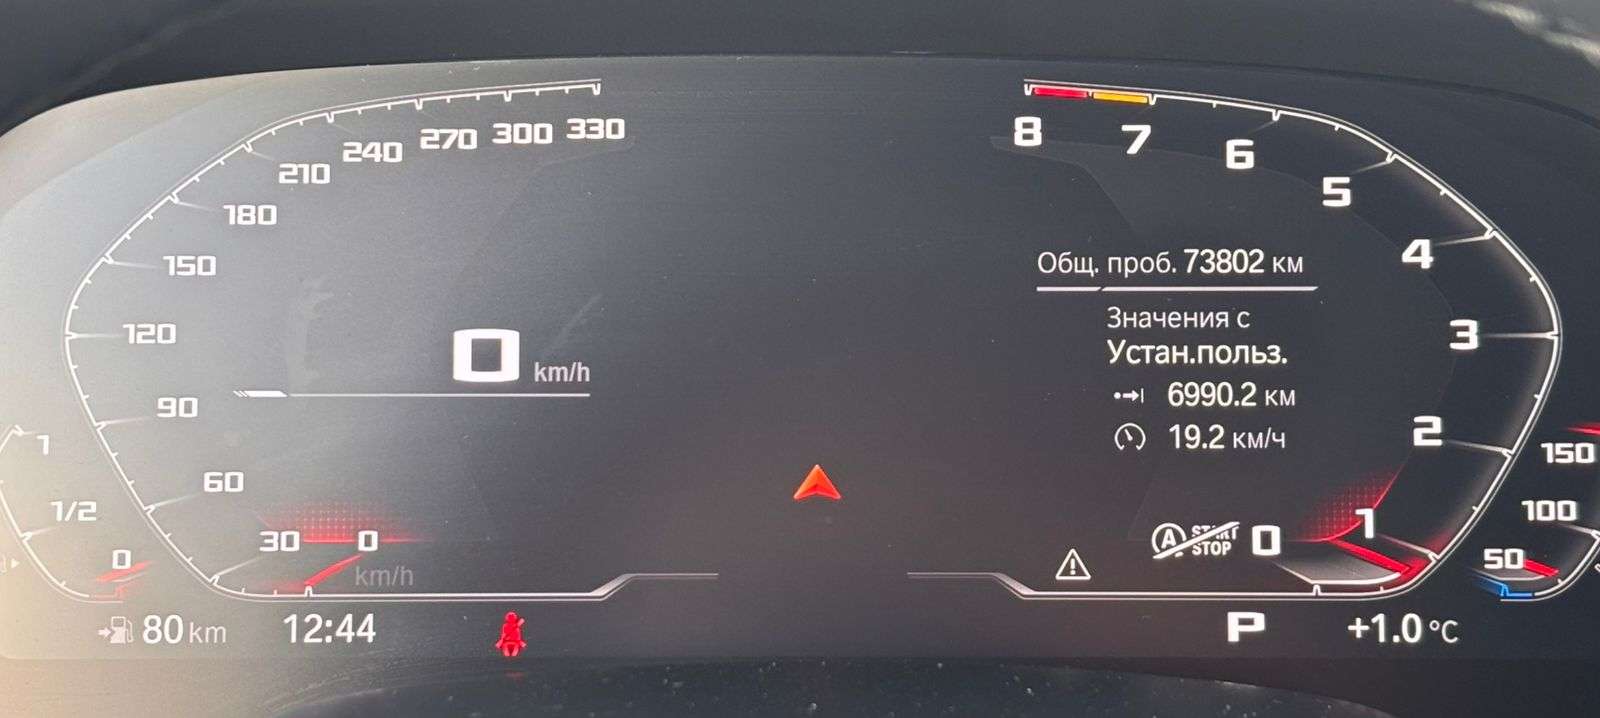 330
300
270
240
210
180
150
120
90
60
30
0
km/h
0 km/h
1
1/2
0
80 km
12:44
8
7
6
5
4
3
2
1
0
Общ. проб. 73802 км
Значения с
Устан.польз.
6990.2 км
19.2 км/ч
A START
STOP
150
100
50
P
+1.0 °C